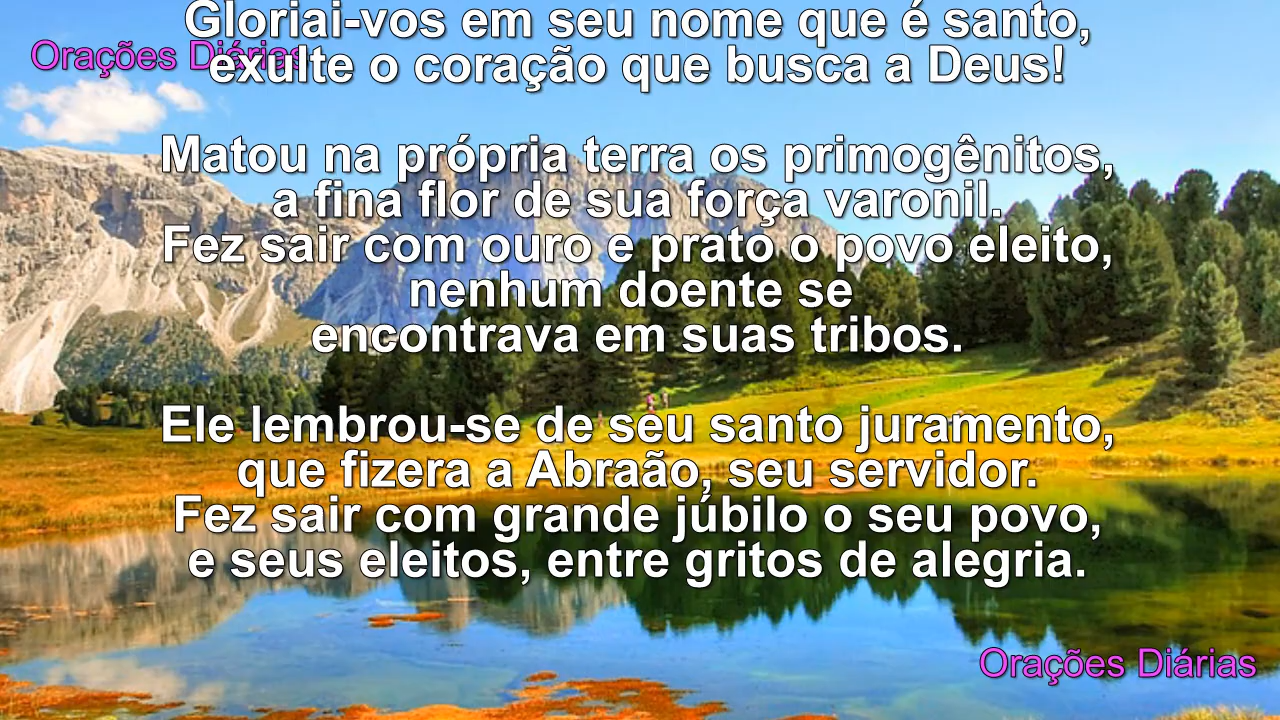 Gloriai-vos em seu nome que é santo,
Orações Diárias
exulte o coração que busca a Deus!
Matou na própria terra os primogênitos,
a fina flor de sua força varonil.
Fez sair com ouro e prato o povo eleito,
nenhum doente se
encontrava em suas tribos.
Ele lembrou-se de seu santo juramento,
que fizera a Abraão, seu servidor.
Fez sair com grande júbilo o seu povo,
e seus eleitos, entre gritos de alegria.
Orações Diárias